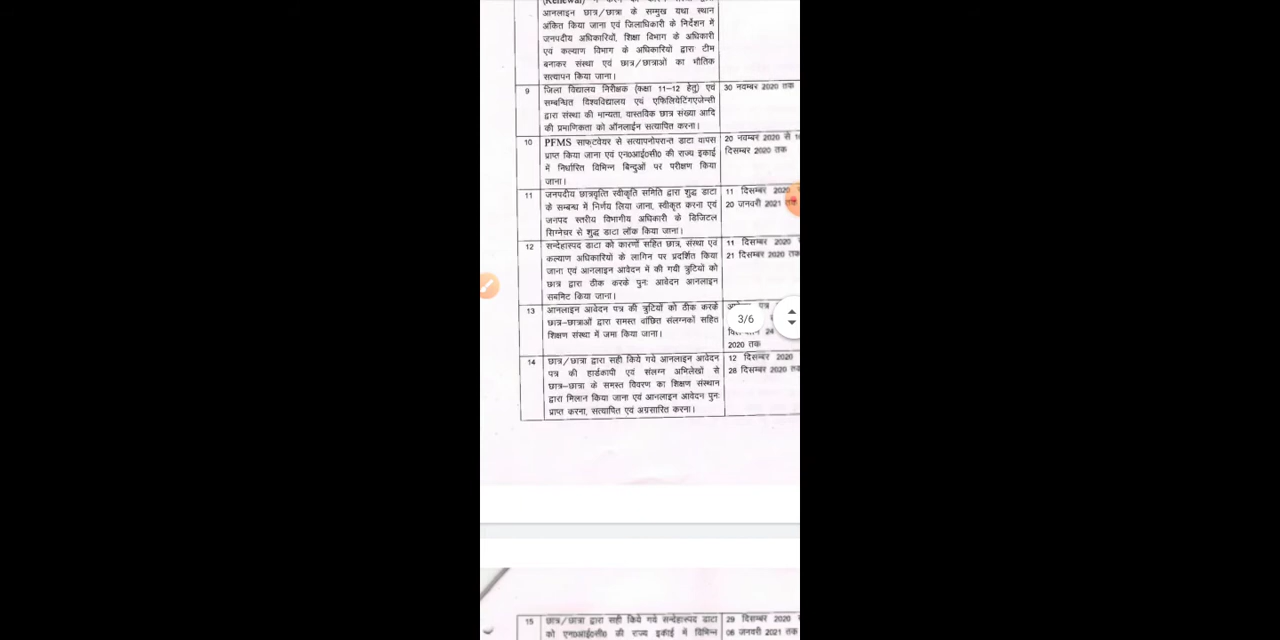 आनलाइन छात्र/छात्रा के सम्मुख यथा स्थान
अंकित किया जाना एवं जिलाधिकारी के निर्देशन में
जनपदीय अधिकारियों, शिक्षा विभाग के अधिकारी
एवं कल्याण विभाग के अधिकारियों द्वारा टीम
बनाकर संस्था एवं छात्र/छात्राओं का भौतिक
सत्यापन किया जाना।
9 जिला विद्यालय निरीक्षक (कक्षा 11-12 हेतु) एवं 30 नवम्बर 2020 तक
सम्बन्धित विश्वविद्यालय एवं एफिलियेटिंगएजेन्सी
द्वारा संस्था की मान्यता, वास्तविक छात्र संख्या आदि
की प्रमाणिकता को ऑनलाईन सत्यापित करना।
10 PFMS साफ्टवेयर से सत्यापनोपरान्त डाटा वापस 20 नवम्बर 2020 से
प्राप्त किया जाना एवं एन0आई0सी0 की राज्य इकाई दिसम्बर 2020 तक
में निर्धारित विभिन्न बिन्दुओं पर परीक्षण किया
जाना।
11 जनपदीय छात्रवृत्ति स्वीकृति समिति द्वारा शुद्ध डाटा 11 दिसम्बर 2020
के सम्बन्ध में निर्णय लिया जाना, स्वीकृत करना एवं 20 जनवरी 2021 तक
जनपद स्तरीय विभागीय अधिकारी के डिजिटल
सिग्नेचर से शुद्ध डाटा लॉक किया जाना।
12 सन्देहास्पद डाटा को कारणों सहित छात्र, संस्था एवं 11 दिसम्बर 2020
कल्याण अधिकारियों के लागिन पर प्रदर्शित किया 21 दिसम्बर 2020 तक
जाना एवं आनलाइन आवेदन में की गयी त्रुटियों को
छात्र द्वारा ठीक करके पुनः आवेदन आनलाइन
सबमिट किया जाना।
13 आनलाइन आवेदन पत्र की त्रुटियों को ठीक करके पत्र
छात्र-छात्राओं द्वारा समस्त वांछित संलग्नकों सहित 3/6
शिक्षण संस्था में जमा किया जाना। 24
2020 तक
14 छात्र/छात्रा द्वारा सही किये गये आनलाइन आवेदन 12 दिसम्बर 2020
पत्र की हार्डकापी एवं संलग्न अभिलेखों से 28 दिसम्बर 2020 तक
छात्र-छात्रा के समस्त विवरण का शिक्षण संस्थान
द्वारा मिलान किया जाना एवं आनलाइन आवेदन पुनः
प्राप्त करना, सत्यापित एवं अग्रसारित करना।
15 छात्र/छात्रा द्वारा सही किये गये सन्देहास्पद डाटा 29 दिसम्बर 2020
को एन0आई0सी0 की राज्य इकाई में विभिन्न 06 जनवरी 2021 तक